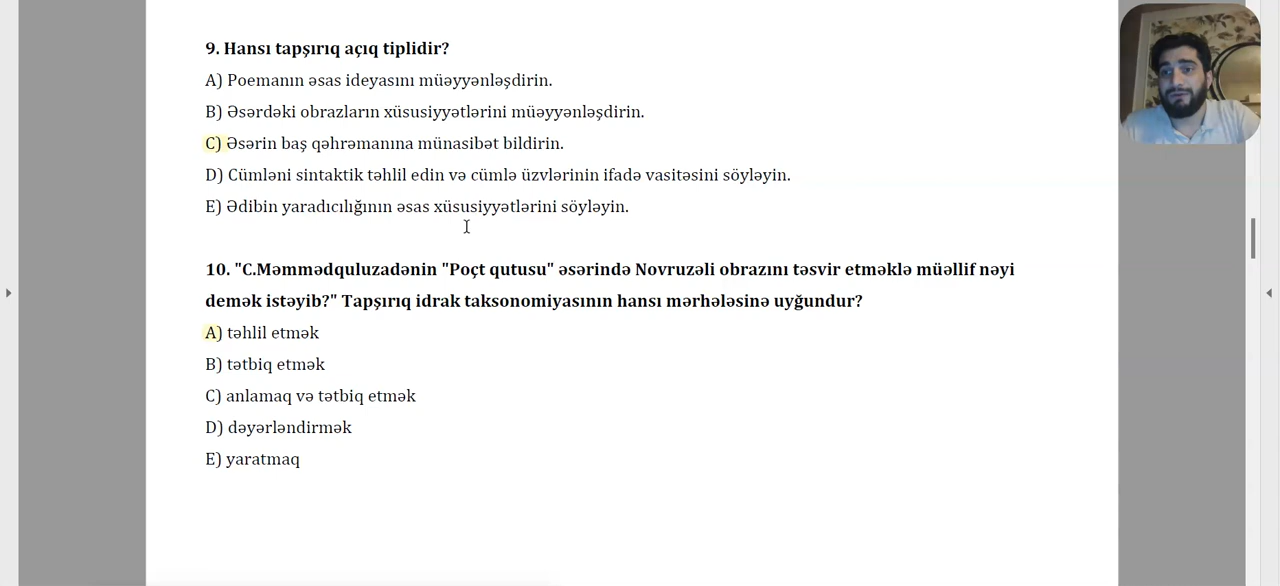 9. Hansı tapşırıq açıq tiplidir?
A) Poemanın əsas ideyasını müəyyənləşdirin.
B) Əsərdəki obrazların xüsusiyyətlərini müəyyənləşdirin.
C) Əsərin baş qəhrəmanına münasibət bildirin.
D) Cümləni sintaktik təhlil edin və cümlə üzvlərinin ifadə vasitəsini söyləyin.
E) Ədibin yaradıcılığının əsas xüsusiyyətlərini söyləyin.
10. "C.Məmmədquluzadənin "Poçt qutusu" əsərində Novruzəli obrazını təsvir etməklə müəllif nəyi
demək istəyib?" Tapşırıq idrak taksonomiyasının hansı mərhələsinə uyğundur?
A) təhlil etmək
B) tətbiq etmək
C) anlamaq və tətbiq etmək
D) dəyərləndirmək
E) yaratmaq